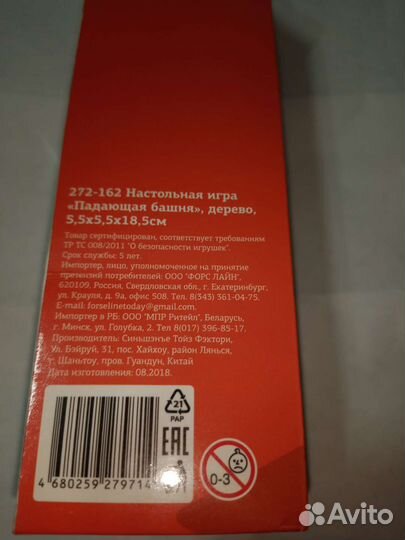 272-162 Настольная игра
«Падающая башня», дерево,
5,5х5,5х18,5см
Товар сертифицирован, соответствует требованиям
ТР ТС 008/2011 "О безопасности игрушек".
Срок службы: 5 лет.
Импортер, лицо, уполномоченное на принятие
претензий потребителей: ООО "ФОРС ЛАЙН",
620109, Россия, Свердловская обл., г. Екатеринбург,
ул. Крауля, д. 9а, офис 508. Тел. 8(343) 361-04-75.
E-mail: forselinetoday@gmail.com
Импортер в РБ: ООО "МПР Ритейл", Беларусь,
г. Минск, ул. Голубка, 2. Тел 8(017) 396-85-17.
Производитель: Синьшэнъе Тойз Фэктори,
Ул. Бэйруй, 31, пос. Хайхоу, район Лянься,
г. Шаньтоу, пров. Гуандун, Китай
Дата изготовления: 08.2018.
21
PAP
EAC
0-3
4 680259 279714
Avito